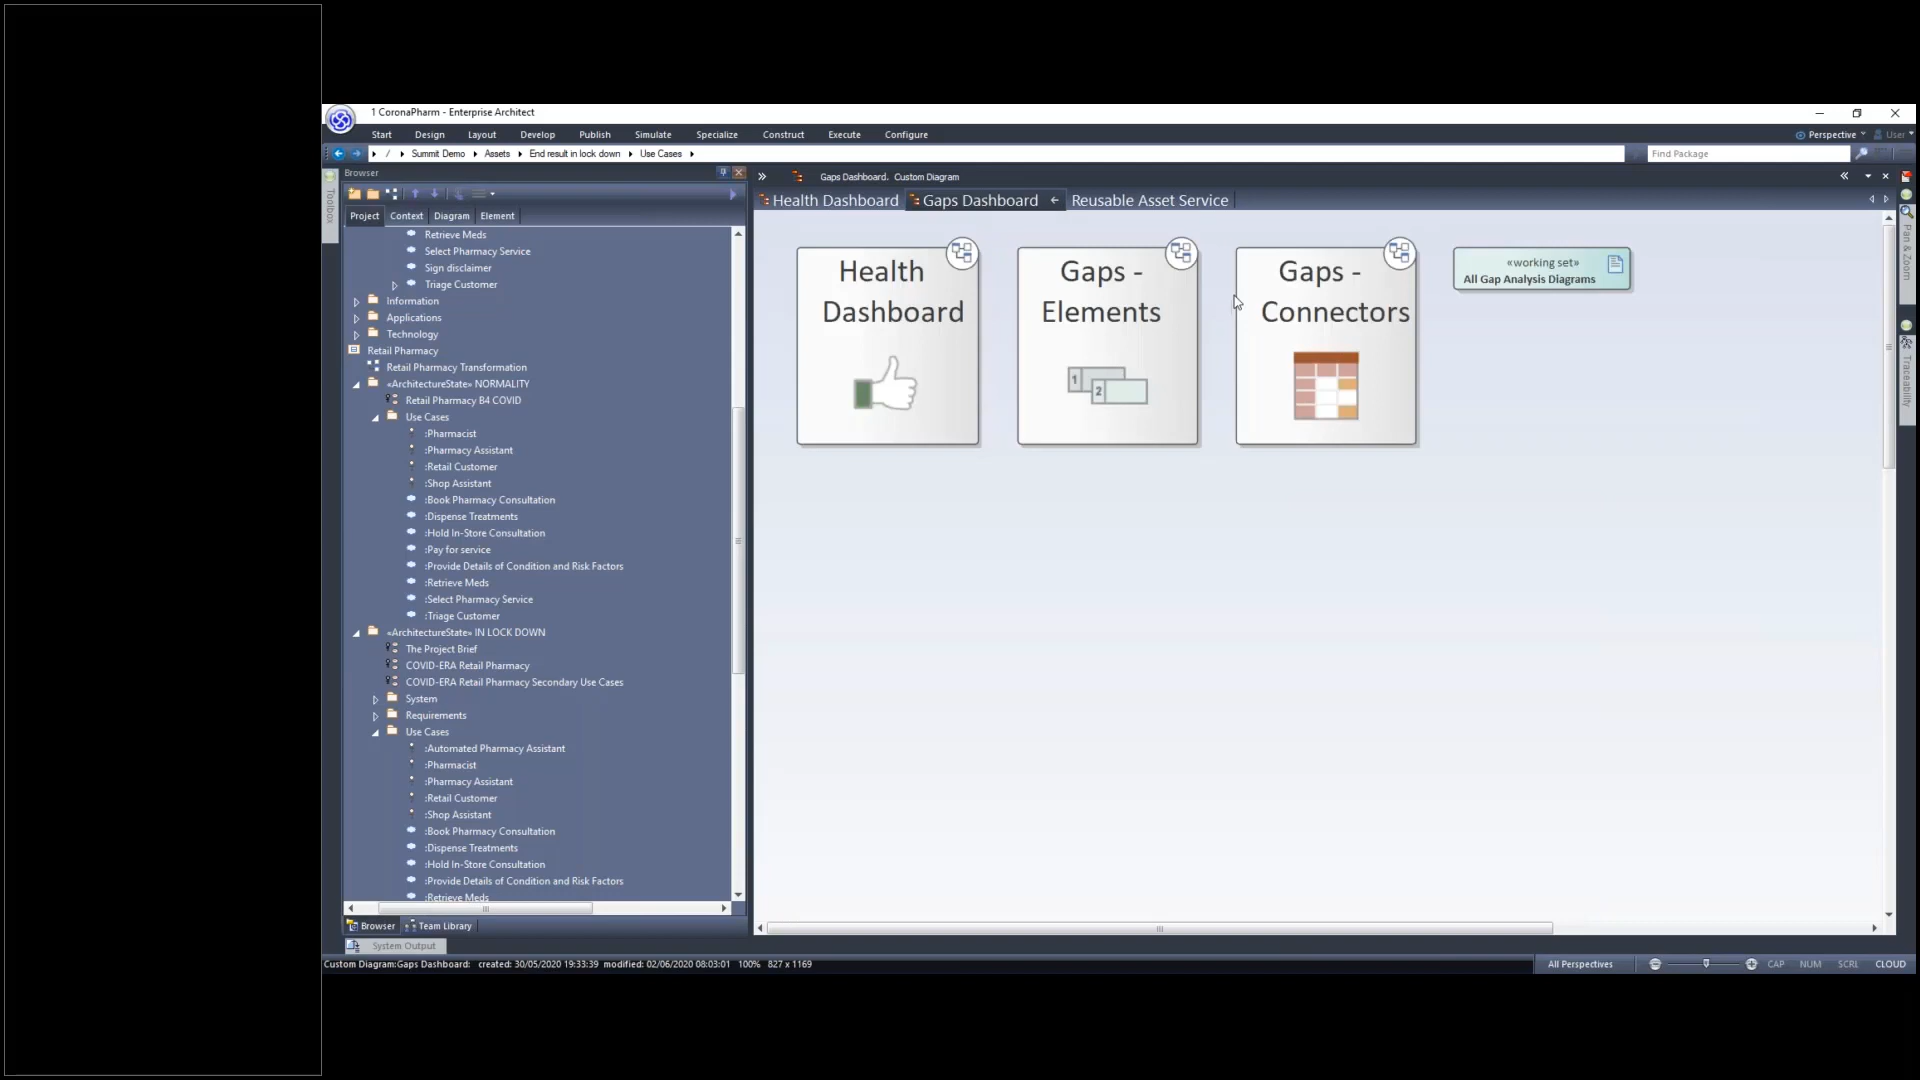 1 CoronaPharm - Enterprise Architect
Start Design Layout Develop Publish Simulate Specialize Construct Execute Configure
Perspective User
/ Summit Demo Assets End result in lock down Use Cases
Find Package
Toolbox
Browser
Project Context Diagram Element
Retrieve Meds
Select Pharmacy Service
Sign disclaimer
Triage Customer
Information
Applications
Technology
Retail Pharmacy
Retail Pharmacy Transformation
«ArchitectureState» NORMALITY
Retail Pharmacy B4 COVID
Use Cases
:Pharmacist
:Pharmacy Assistant
:Retail Customer
:Shop Assistant
:Book Pharmacy Consultation
:Dispense Treatments
:Hold In-Store Consultation
:Pay for service
:Provide Details of Condition and Risk Factors
:Retrieve Meds
:Select Pharmacy Service
:Triage Customer
«ArchitectureState» IN LOCK DOWN
The Project Brief
COVID-ERA Retail Pharmacy
COVID-ERA Retail Pharmacy Secondary Use Cases
System
Requirements
Use Cases
:Automated Pharmacy Assistant
:Pharmacist
:Pharmacy Assistant
:Retail Customer
:Shop Assistant
:Book Pharmacy Consultation
:Dispense Treatments
:Hold In-Store Consultation
:Provide Details of Condition and Risk Factors
:Retrieve Meds
Browser Team Library
System Output
Gaps Dashboard. Custom Diagram
Health Dashboard Gaps Dashboard Reusable Asset Service
Health
Dashboard
Gaps -
Elements
1
2
Gaps -
Connectors
«working set»
All Gap Analysis Diagrams
Pan & Zoom
Traceability
Custom Diagram:Gaps Dashboard: created: 30/05/2020 19:33:39 modified: 02/06/2020 08:03:01 100% 827 x 1169
All Perspectives
CAP NUM SCRL CLOUD